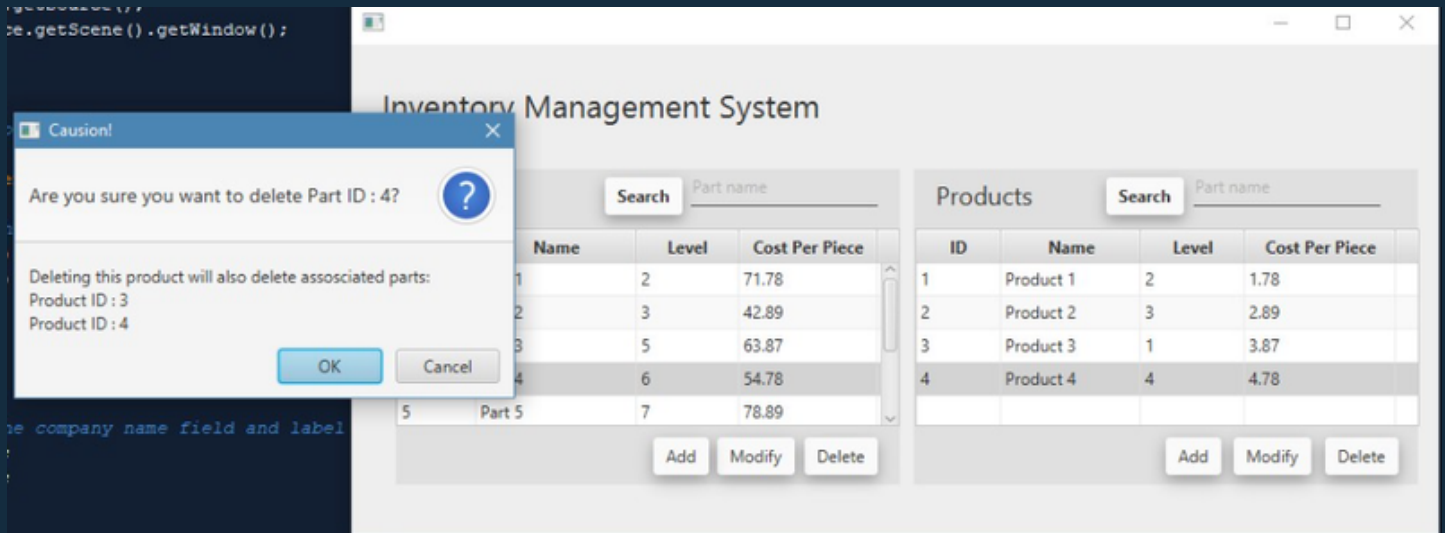 .getSource();
ce.getScene().getWindow();
Inventory Management System
Causion!
Are you sure you want to delete Part ID : 4?
?
Deleting this product will also delete assosciated parts:
Product ID : 3
Product ID : 4
OK Cancel
Search Part name
Name Level Cost Per Piece
1 2 71.78
2 3 42.89
3 5 63.87
4 6 54.78
5 Part 5 7 78.89
Add Modify Delete
Products Search Part name
ID Name Level Cost Per Piece
1 Product 1 2 1.78
2 Product 2 3 2.89
3 Product 3 1 3.87
4 Product 4 4 4.78
Add Modify Delete
ne company name field and label